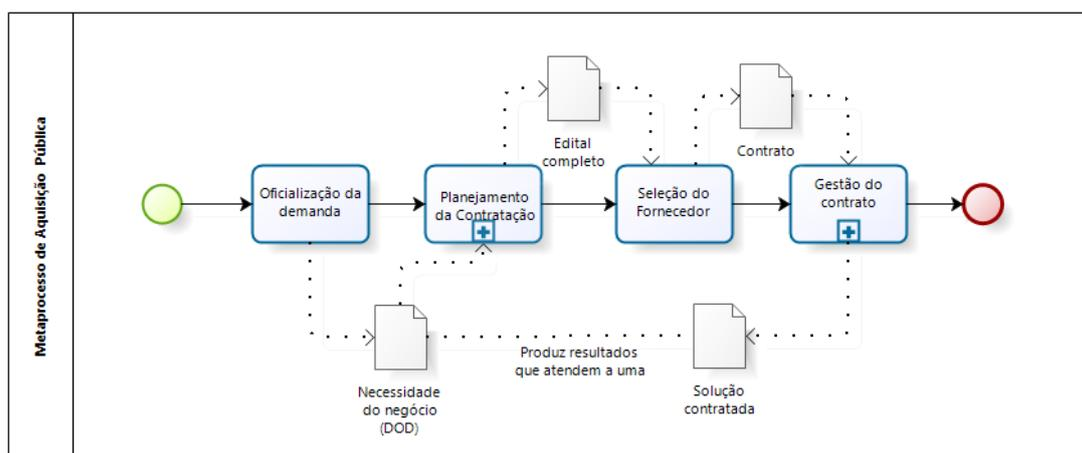 Metaprocesso de Aquisição Pública
Edital
completo
Contrato
Oficialização da
demanda
Planejamento
da Contratação
Seleção do
Fornecedor
Gestão do
contrato
Produz resultados
que atendem a uma
Necessidade
do negócio
(DOD)
Solução
contratada